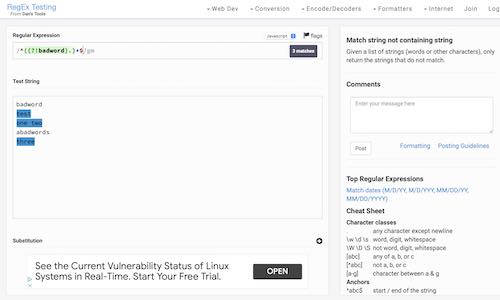 RegEx Testing
From Dan's Tools
Web Dev
Conversion
Encoder/Decoders
Formatters
Internet
Join
Log
Regular Expression
Javascript
flags
/^((?!badword).)*$/gm
3 matches
Test String
badword
test
one two
abadwords
three
Substitution
See the Current Vulnerability Status of Linux
Systems in Real-Time. Start Your Free Trial.
OPEN
Match string not containing string
Given a list of strings (words or other characters), only
return the strings that do not match.
Comments
Enter your message here
Post
Formatting
Posting Guidelines
Top Regular Expressions
Match dates (M/D/YY, M/D/YYY, MM/DD/YY,
MM/DD/YYYY)
Cheat Sheet
Character classes
. any character except newline
\w \d \s word, digit, whitespace
\W \D \S not word, digit, whitespace
[abc] any of a, b, or c
[^abc] not a, b, or c
[a-g] character between a & g
Anchors
^abc$ start / end of the string